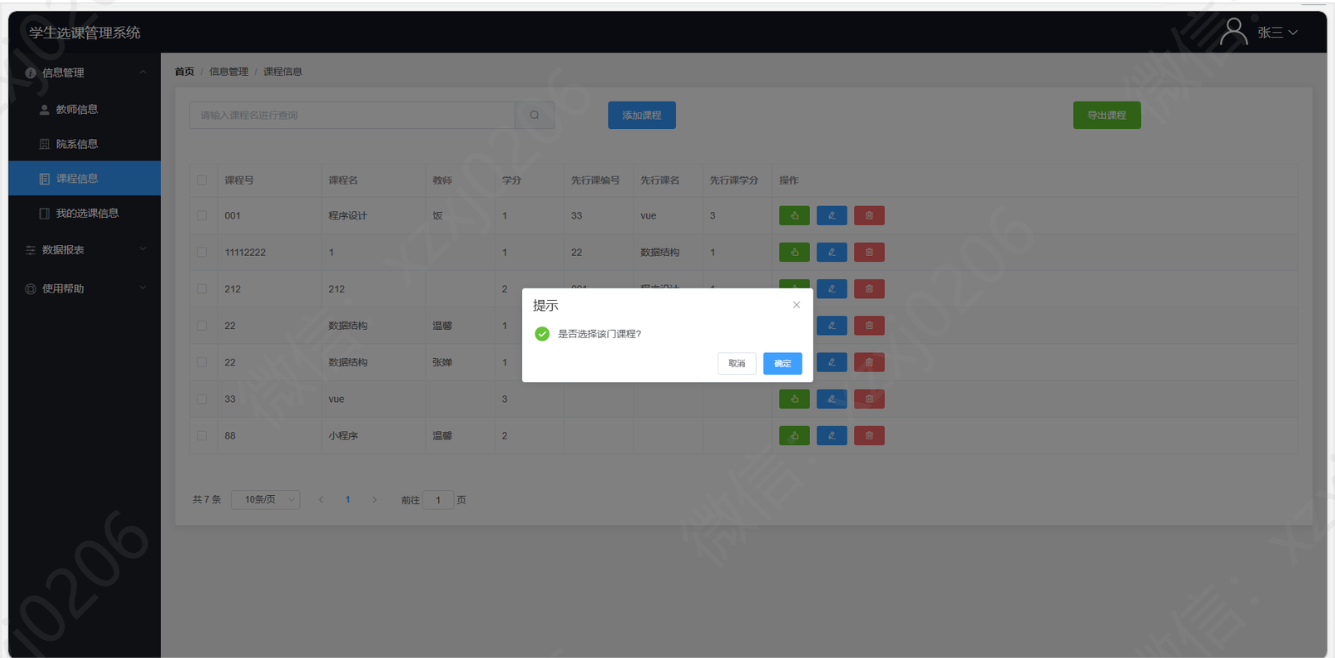 学生选课管理系统
张三
信息管理
首页 / 信息管理 / 课程信息
教师信息
院系信息
课程信息
我的选课信息
数据报表
使用帮助
请输入课程名进行查询
添加课程
导出课程
课程号 课程名 教师 学分 先行课编号 先行课名 先行课学分 操作
001 程序设计 饭 1 33 vue 3
11112222 1 1 22 数据结构 1
212 212 2 001 程序设计 1
22 数据结构 温馨 1
22 数据结构 张婵 1
33 vue 3
88 小程序 温馨 2
提示
是否选择该门课程?
取消 确定
共 7 条 10条/页 1 前往 1 页
微信: xzxj0206